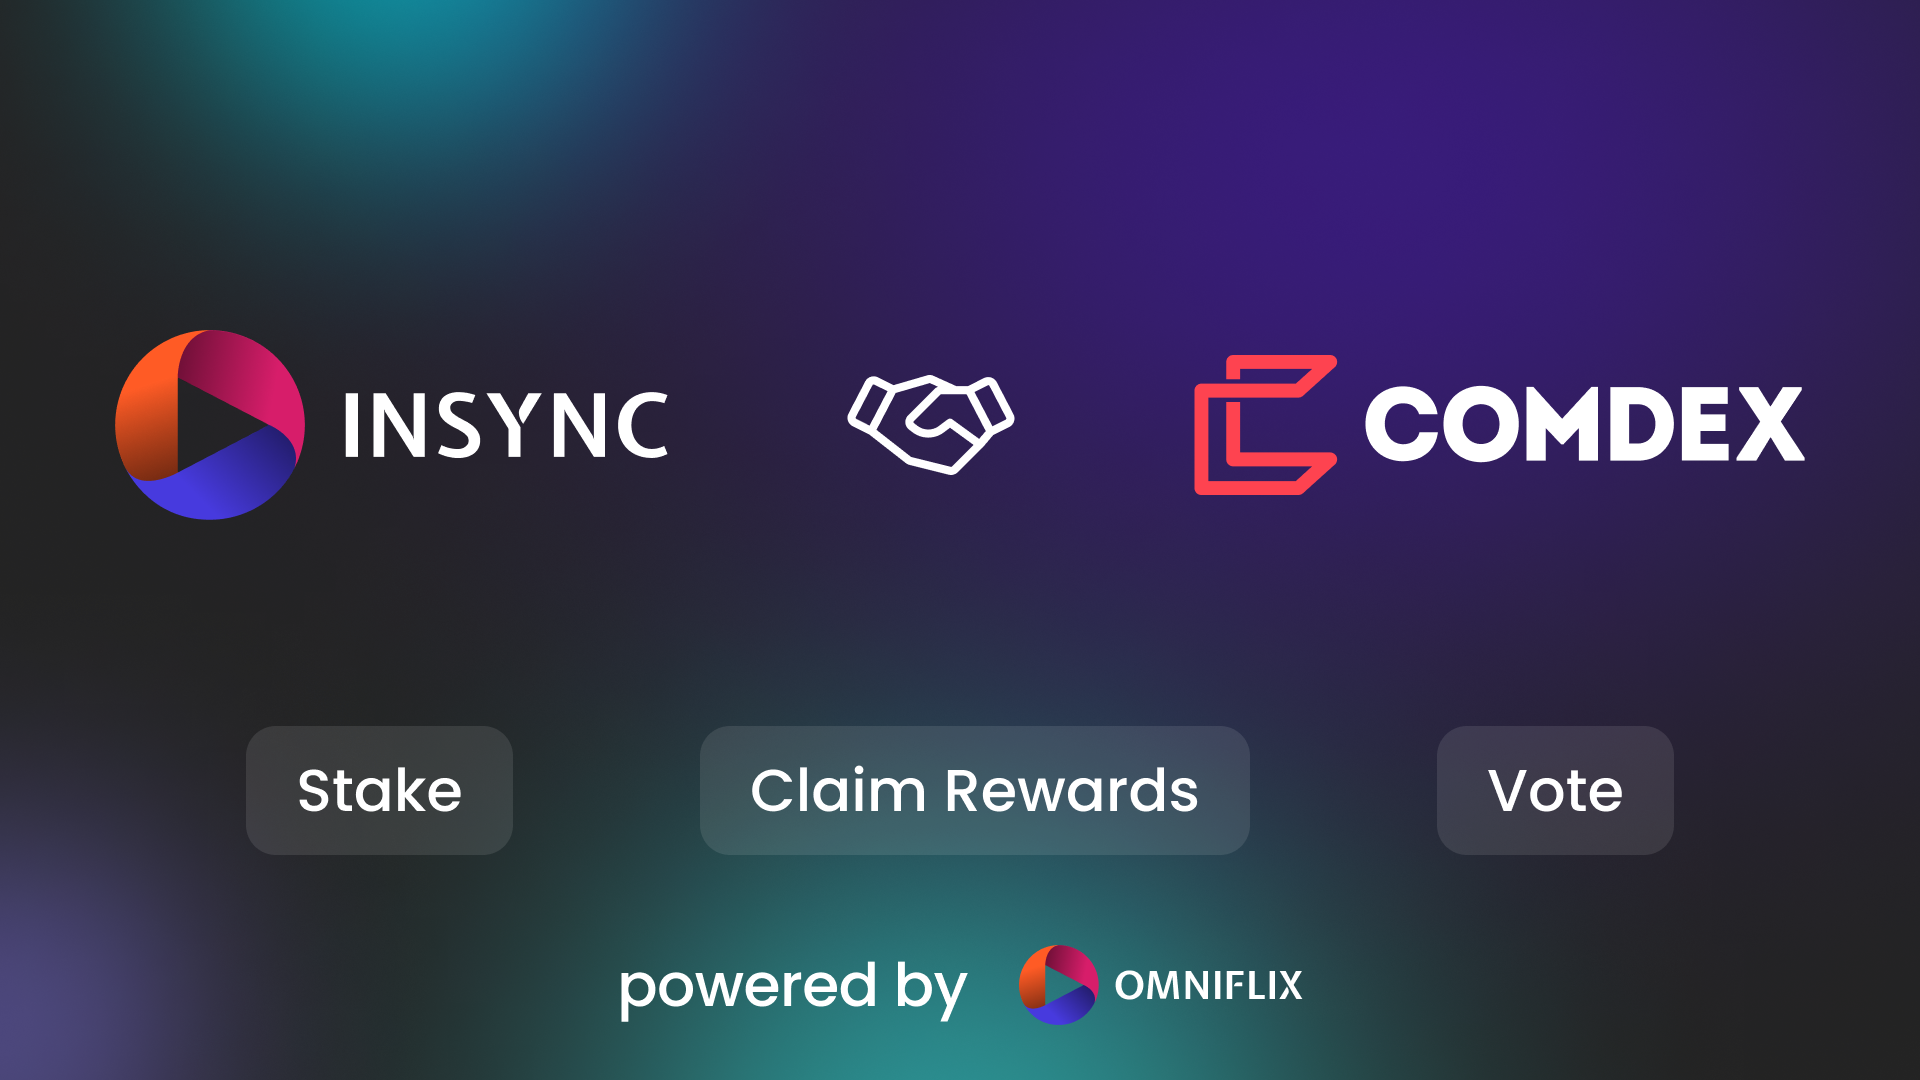 INSYNC
COMDEX
Stake
Claim Rewards
Vote
powered by OMNIFLIX